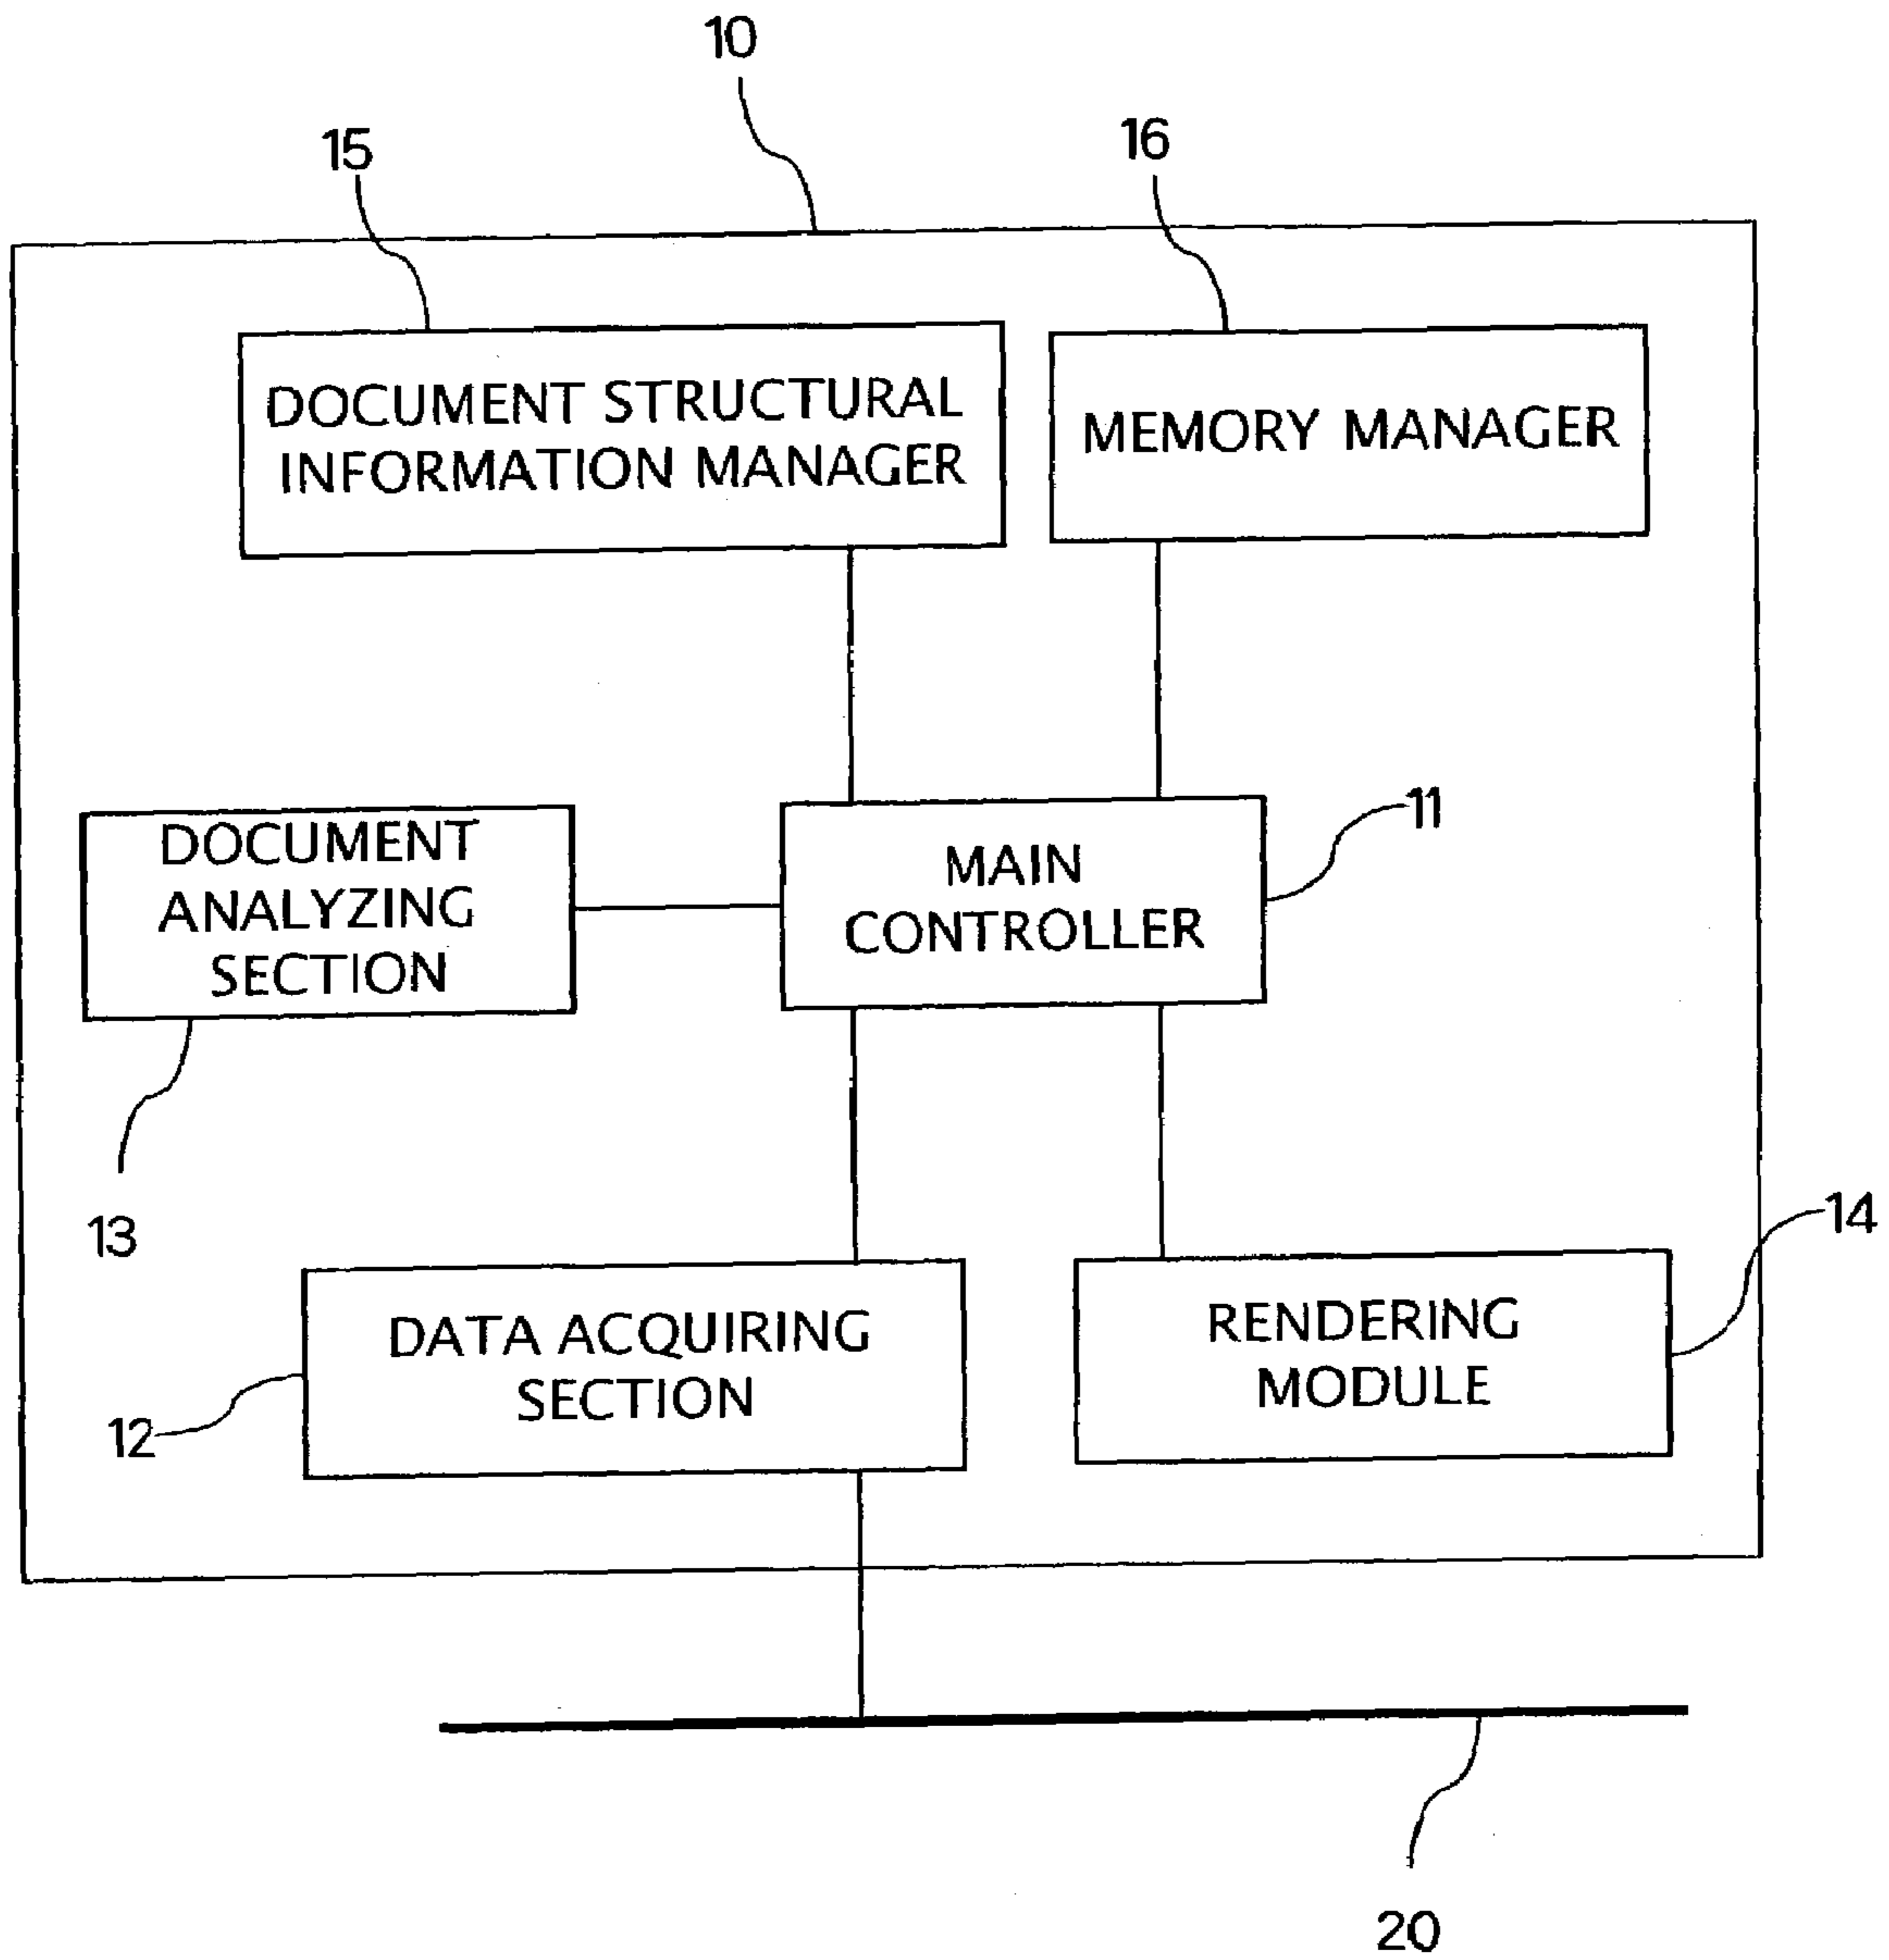 10
15
16
DOCUMENT STRUCTURAL
INFORMATION MANAGER
MEMORY MANAGER
DOCUMENT
ANALYZING
SECTION
MAIN
CONTROLLER
11
13
14
DATA ACQUIRING
SECTION
RENDERING
MODULE
12
20